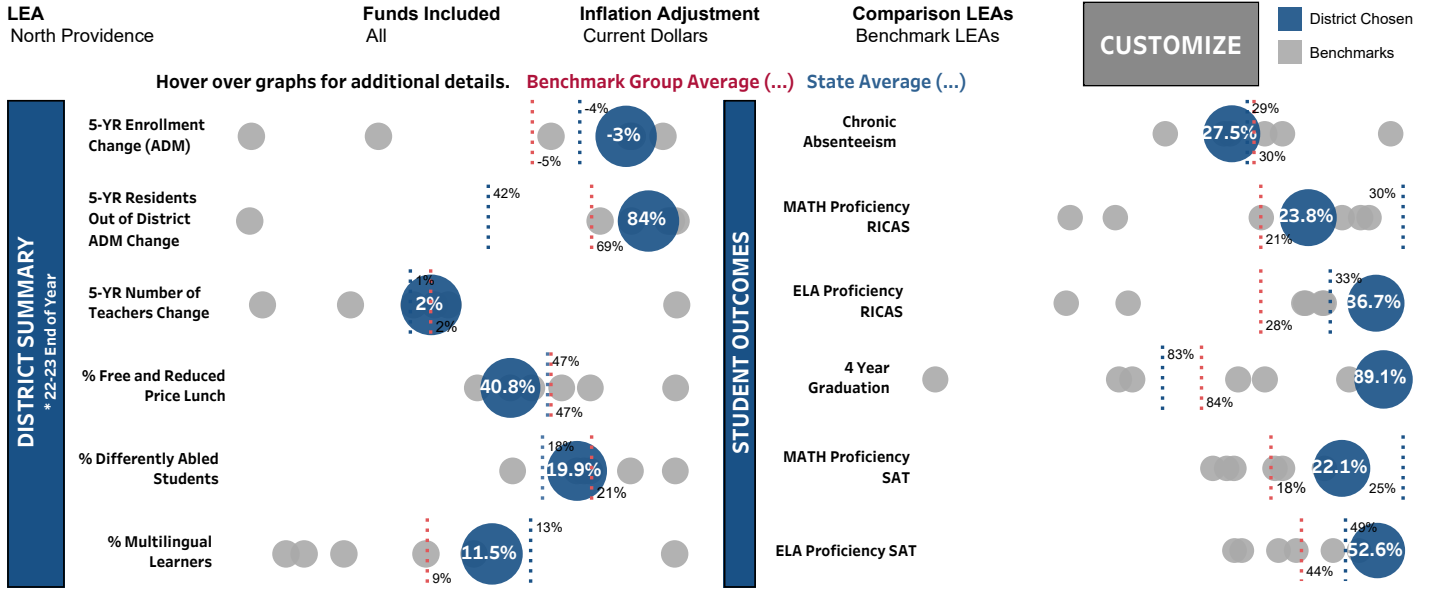 LEA
North Providence
Funds Included
All
Inflation Adjustment
Current Dollars
Comparison LEAs
Benchmark LEAs
CUSTOMIZE
District Chosen
Benchmarks
Hover over graphs for additional details.
Benchmark Group Average (...)
State Average (...)
DISTRICT SUMMARY
* 22-23 End of Year
5-YR Enrollment
Change (ADM)
-4%
-3%
-5%
5-YR Residents
Out of District
ADM Change
42%
84%
69%
5-YR Number of
Teachers Change
1%
2%
2%
% Free and Reduced
Price Lunch
47%
40.8%
47%
% Differently Abled
Students
18%
19.9%
21%
% Multilingual
Learners
13%
11.5%
9%
STUDENT OUTCOMES
Chronic
Absenteeism
29%
27.5%
30%
MATH Proficiency
RICAS
30%
23.8%
21%
ELA Proficiency
RICAS
33%
36.7%
28%
4 Year
Graduation
83%
89.1%
84%
MATH Proficiency
SAT
22.1%
18%
25%
ELA Proficiency SAT
49%
52.6%
44%